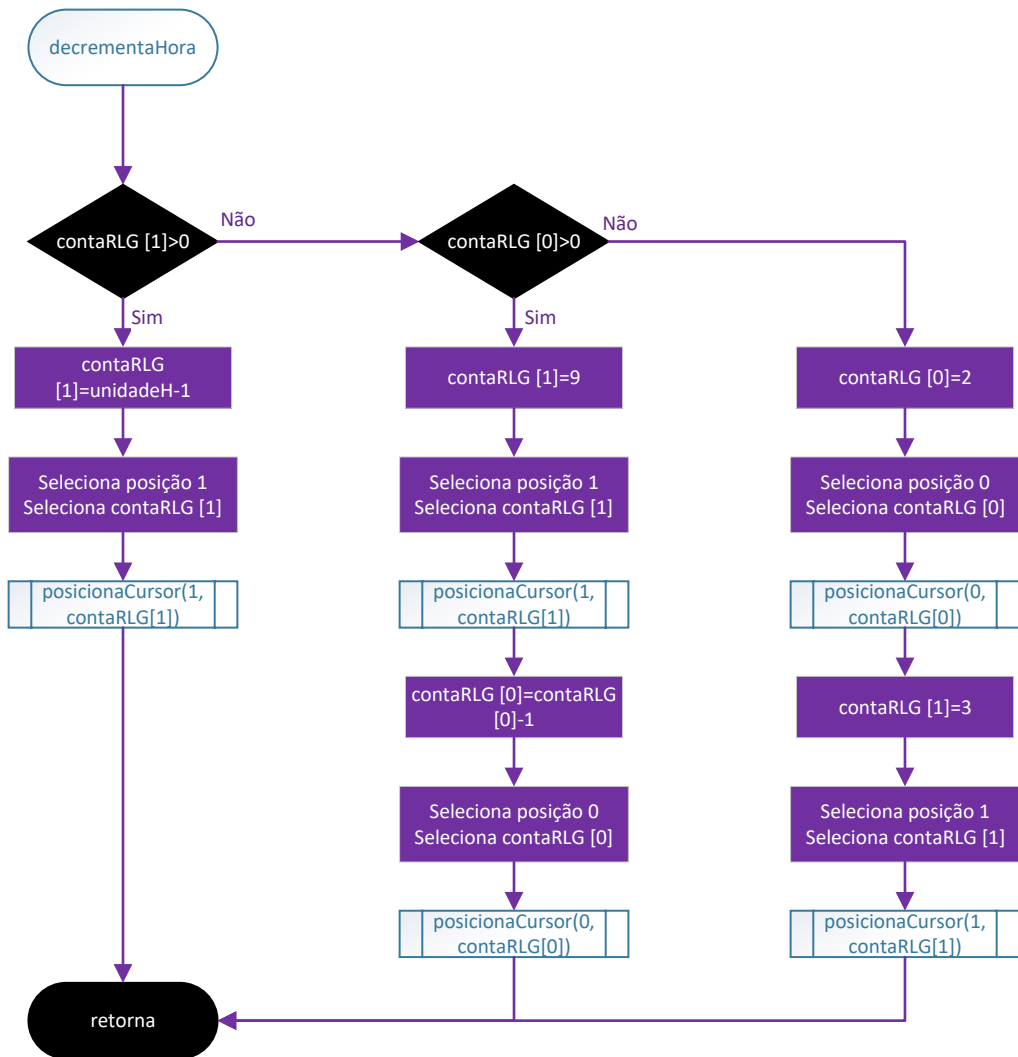 decrementaHora
contaRLG [1]>0
Não
contaRLG [0]>0
Não
Sim
Sim
contaRLG
[1]=unidadeH-1
contaRLG [1]=9
contaRLG [0]=2
Seleciona posição 1
Seleciona contaRLG [1]
Seleciona posição 1
Seleciona contaRLG [1]
Seleciona posição 0
Seleciona contaRLG [0]
posicionaCursor(1,
contaRLG[1])
posicionaCursor(1,
contaRLG[1])
posicionaCursor(0,
contaRLG[0])
contaRLG [0]=contaRLG
[0]-1
contaRLG [1]=3
Seleciona posição 0
Seleciona contaRLG [0]
Seleciona posição 1
Seleciona contaRLG [1]
posicionaCursor(0,
contaRLG[0])
posicionaCursor(1,
contaRLG[1])
retorna